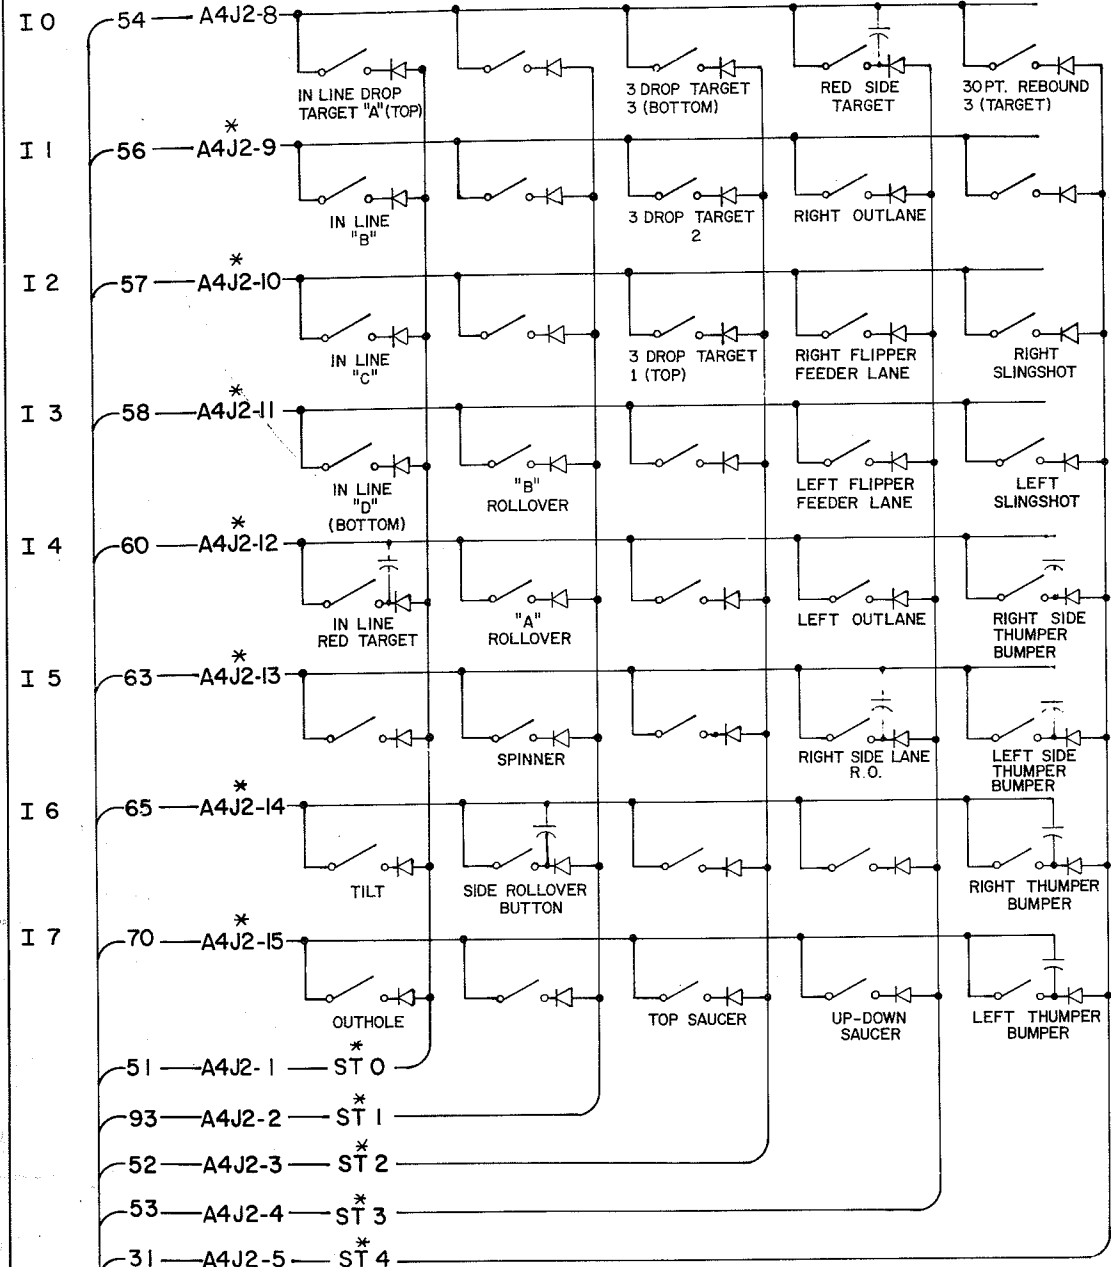 I 0 54 A4J2-8
IN LINE DROP
TARGET "A" (TOP)
3 DROP TARGET
3 (BOTTOM)
RED SIDE
TARGET
30 PT. REBOUND
3 (TARGET)
*
I 1 56 A4J2-9
IN LINE
"B"
3 DROP TARGET
2
RIGHT OUTLANE
*
I 2 57 A4J2-10
IN LINE
"C"
3 DROP TARGET
1 (TOP)
RIGHT FLIPPER
FEEDER LANE
RIGHT
SLINGSHOT
*
I 3 58 A4J2-11
IN LINE
"D"
(BOTTOM)
"B"
ROLLOVER
LEFT FLIPPER
FEEDER LANE
LEFT
SLINGSHOT
*
I 4 60 A4J2-12
IN LINE
RED TARGET
"A"
ROLLOVER
LEFT OUTLANE
RIGHT SIDE
THUMPER
BUMPER
*
I 5 63 A4J2-13
SPINNER
RIGHT SIDE LANE
R.O.
LEFT SIDE
THUMPER
BUMPER
*
I 6 65 A4J2-14
TILT
SIDE ROLLOVER
BUTTON
RIGHT THUMPER
BUMPER
*
I 7 70 A4J2-15
OUTHOLE
TOP SAUCER
UP-DOWN
SAUCER
LEFT THUMPER
BUMPER
*
51 A4J2-1 ST 0
*
93 A4J2-2 ST 1
*
52 A4J2-3 ST 2
*
53 A4J2-4 ST 3
*
31 A4J2-5 ST 4